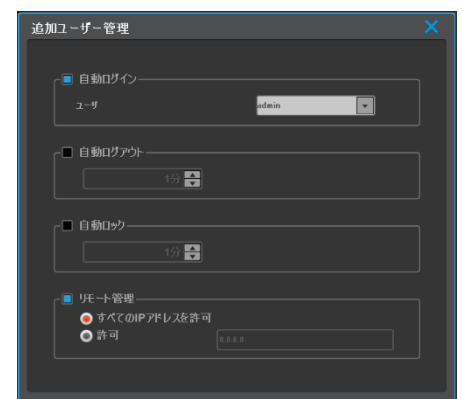 追加ユーザー管理
自動ログイン
ユーザ admin
自動ログアウト
1分
自動ロック
1分
リモート管理
すべてのIPアドレスを許可
許可 0.0.0.0